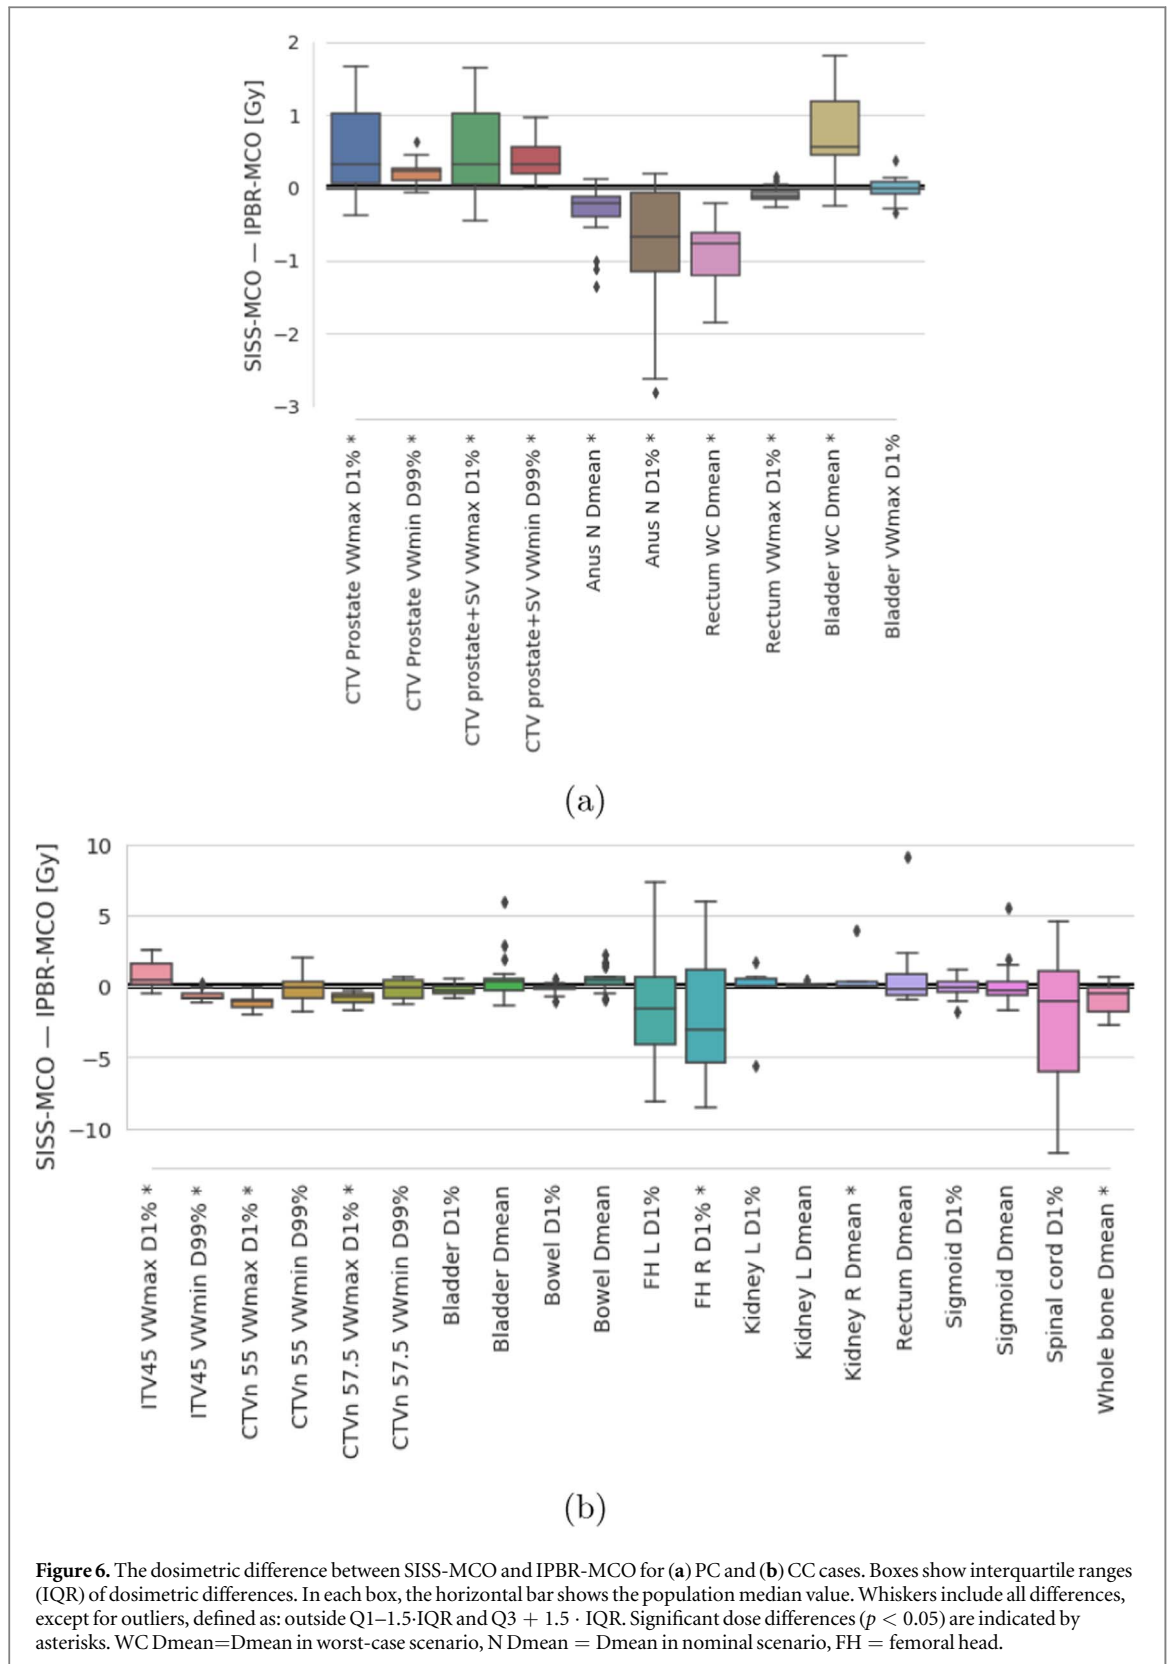 2
1
0
−1
−2
−3
SISS-MCO — IPBR-MCO [Gy]
CTV Prostate VWmax D1% *
CTV Prostate VWmin D99% *
CTV prostate+SV VWmax D1% *
CTV prostate+SV VWmin D99% *
Anus N Dmean *
Anus N D1% *
Rectum WC Dmean *
Rectum VWmax D1% *
Bladder WC Dmean *
Bladder VWmax D1%
(a)
10
5
0
−5
−10
SISS-MCO — IPBR-MCO [Gy]
ITV45 VWmax D1% *
ITV45 VWmin D99% *
CTVn 55 VWmax D1% *
CTVn 55 VWmin D99%
CTVn 57.5 VWmax D1% *
CTVn 57.5 VWmin D99%
Bladder D1%
Bladder Dmean
Bowel D1%
Bowel Dmean
FH L D1%
FH R D1% *
Kidney L D1%
Kidney L Dmean
Kidney R Dmean *
Rectum Dmean
Sigmoid D1%
Sigmoid Dmean
Spinal cord D1%
Whole bone Dmean *
(b)
Figure 6. The dosimetric difference between SISS-MCO and IPBR-MCO for (a) PC and (b) CC cases. Boxes show interquartile ranges
(IQR) of dosimetric differences. In each box, the horizontal bar shows the population median value. Whiskers include all differences,
except for outliers, defined as: outside Q1–1.5·IQR and Q3 + 1.5 · IQR. Significant dose differences (p < 0.05) are indicated by
asterisks. WC Dmean=Dmean in worst-case scenario, N Dmean = Dmean in nominal scenario, FH = femoral head.